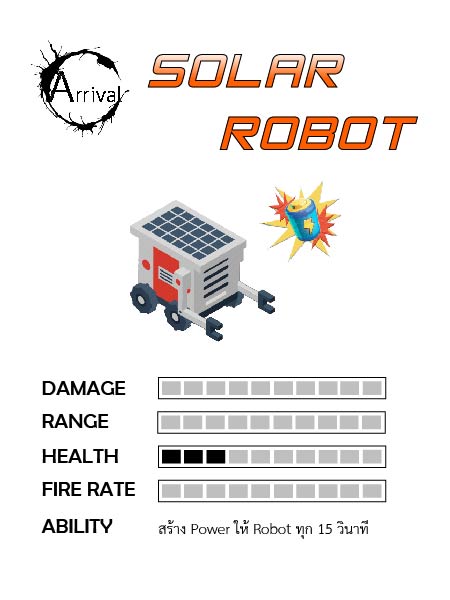 Arrival
SOLAR
ROBOT
DAMAGE
RANGE
HEALTH
FIRE RATE
ABILITY สร้าง Power ให้ Robot ทุก 15 วินาที